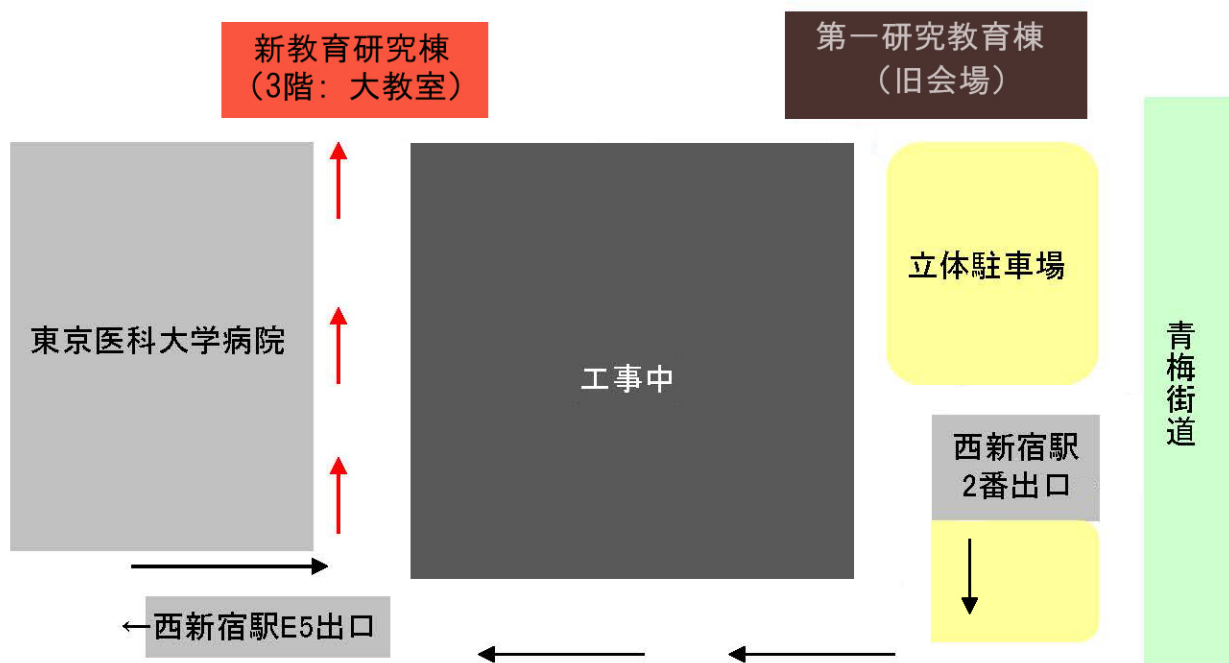 新教育研究棟
（3階： 大教室）
第一研究教育棟
（旧会場）
東京医科大学病院
工事中
立体駐車場
青梅街道
西新宿駅
2番出口
←西新宿駅E5出口